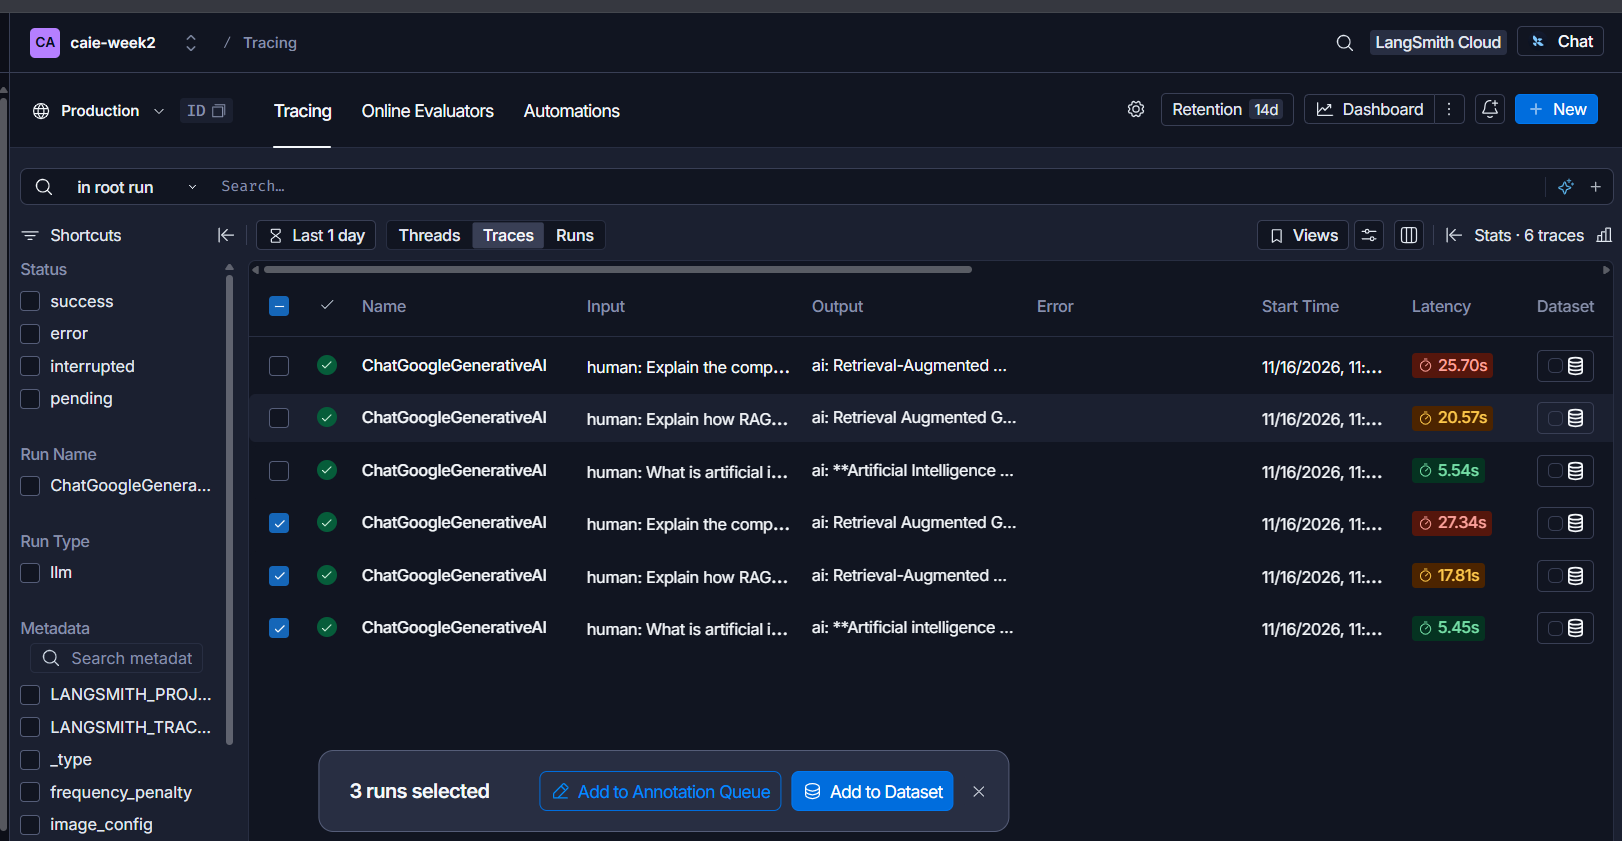 CA caie-week2 / Tracing LangSmith Cloud Chat
Production ID Tracing Online Evaluators Automations Retention 14d Dashboard New
in root run Search...
Shortcuts Last 1 day Threads Traces Runs Views Stats · 6 traces
Status
success
error
interrupted
pending
Run Name
ChatGoogleGenera...
Run Type
llm
Metadata
Search metadat
LANGSMITH_PROJ...
LANGSMITH_TRAC...
_type
frequency_penalty
image_config
Name Input Output Error Start Time Latency Dataset
ChatGoogleGenerativeAI human: Explain the comp... ai: Retrieval-Augmented ... 11/16/2026, 11:... 25.70s
ChatGoogleGenerativeAI human: Explain how RAG... ai: Retrieval Augmented G... 11/16/2026, 11:... 20.57s
ChatGoogleGenerativeAI human: What is artificial i... ai: **Artificial Intelligence ... 11/16/2026, 11:... 5.54s
ChatGoogleGenerativeAI human: Explain the comp... ai: Retrieval Augmented G... 11/16/2026, 11:... 27.34s
ChatGoogleGenerativeAI human: Explain how RAG... ai: Retrieval-Augmented ... 11/16/2026, 11:... 17.81s
ChatGoogleGenerativeAI human: What is artificial i... ai: **Artificial intelligence ... 11/16/2026, 11:... 5.45s
3 runs selected Add to Annotation Queue Add to Dataset